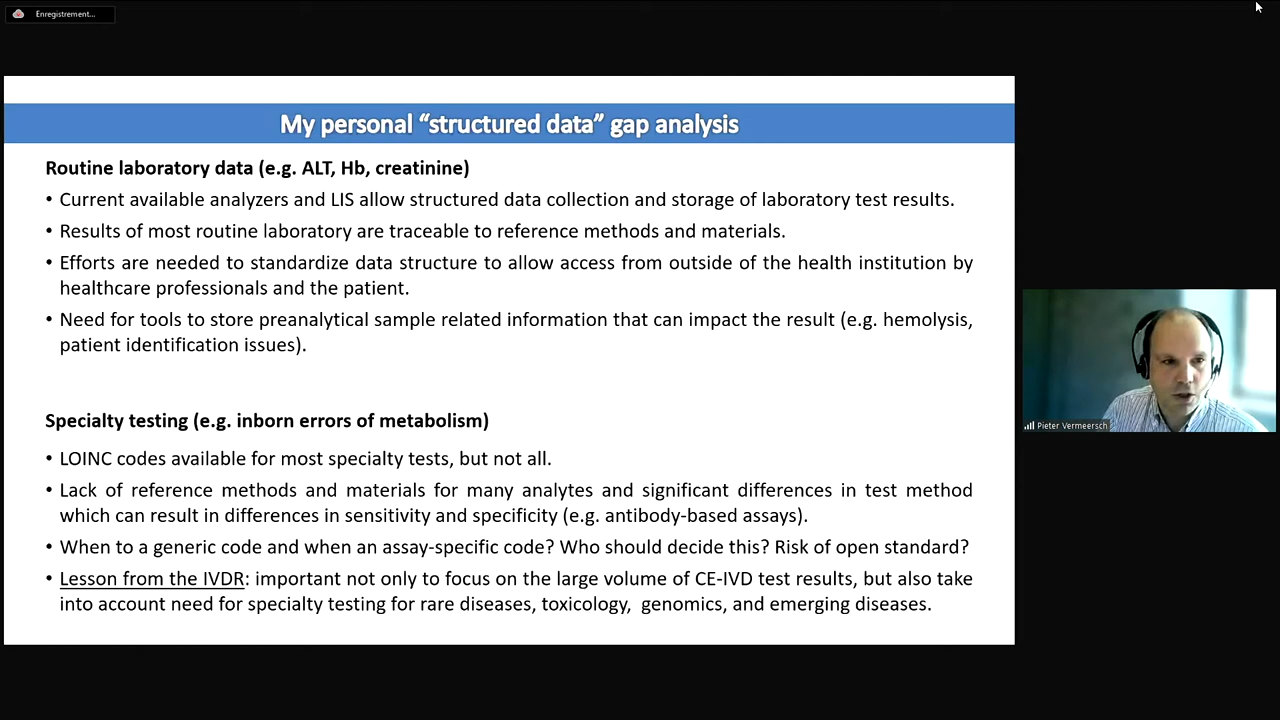 Enregistrement...
My personal “structured data” gap analysis
Routine laboratory data (e.g. ALT, Hb, creatinine)
• Current available analyzers and LIS allow structured data collection and storage of laboratory test results.
• Results of most routine laboratory are traceable to reference methods and materials.
• Efforts are needed to standardize data structure to allow access from outside of the health institution by
healthcare professionals and the patient.
• Need for tools to store preanalytical sample related information that can impact the result (e.g. hemolysis,
patient identification issues).
Specialty testing (e.g. inborn errors of metabolism)
• LOINC codes available for most specialty tests, but not all.
• Lack of reference methods and materials for many analytes and significant differences in test method
which can result in differences in sensitivity and specificity (e.g. antibody-based assays).
• When to a generic code and when an assay-specific code? Who should decide this? Risk of open standard?
• Lesson from the IVDR: important not only to focus on the large volume of CE-IVD test results, but also take
into account need for specialty testing for rare diseases, toxicology, genomics, and emerging diseases.
Pieter Vermeersch